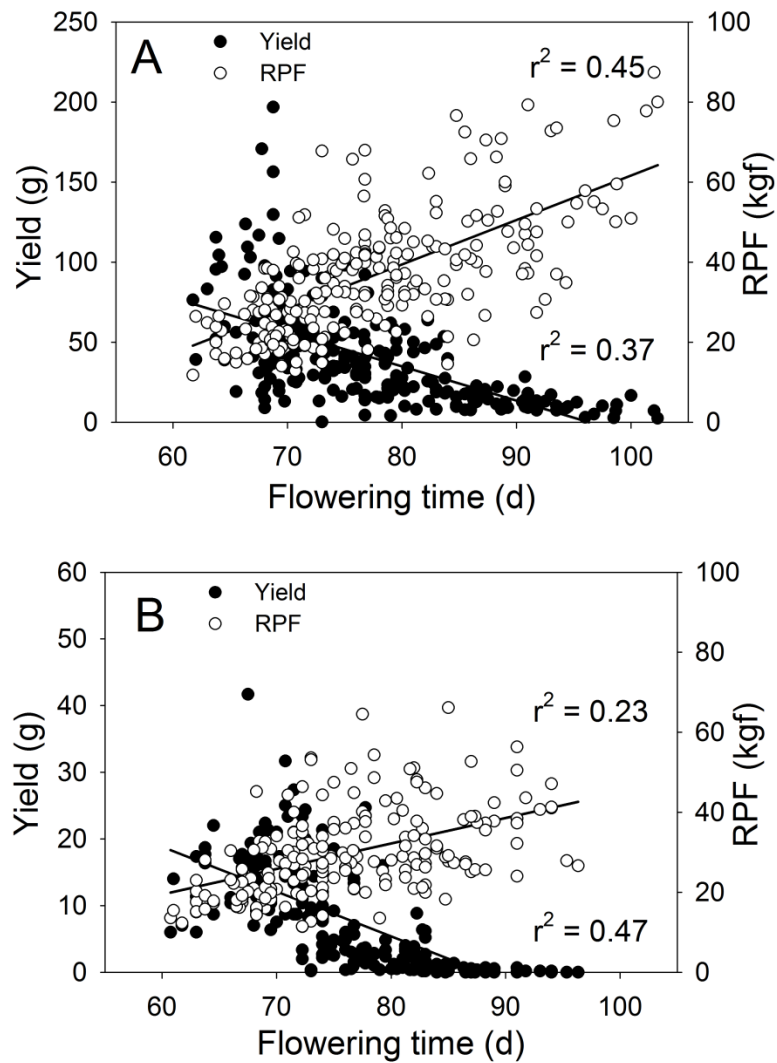 A
Yield
RPF
r² = 0.45
r² = 0.37
250
200
150
100
50
0
Yield (g)
100
80
60
40
20
0
RPF (kgf)
60 70 80 90 100
Flowering time (d)
B
Yield
RPF
r² = 0.23
r² = 0.47
60
50
40
30
20
10
0
Yield (g)
100
80
60
40
20
0
RPF (kgf)
60 70 80 90 100
Flowering time (d)